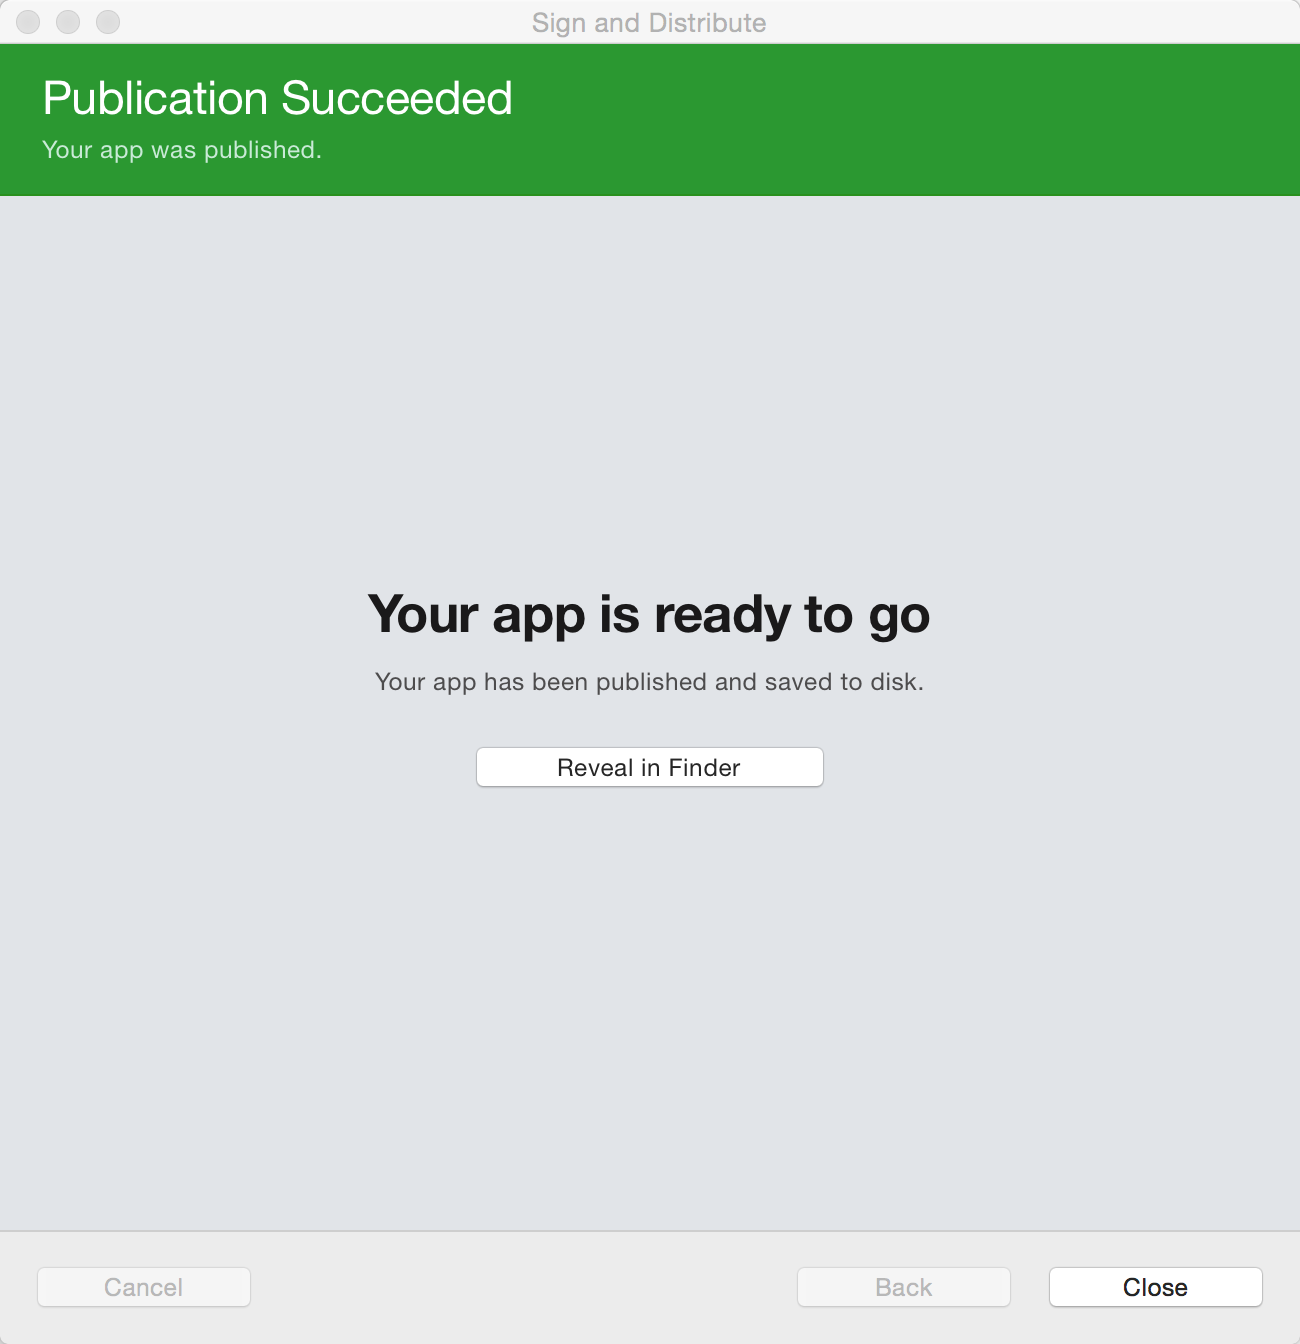 Sign and Distribute
Publication Succeeded
Your app was published.
Your app is ready to go
Your app has been published and saved to disk.
Reveal in Finder
Cancel
Back
Close